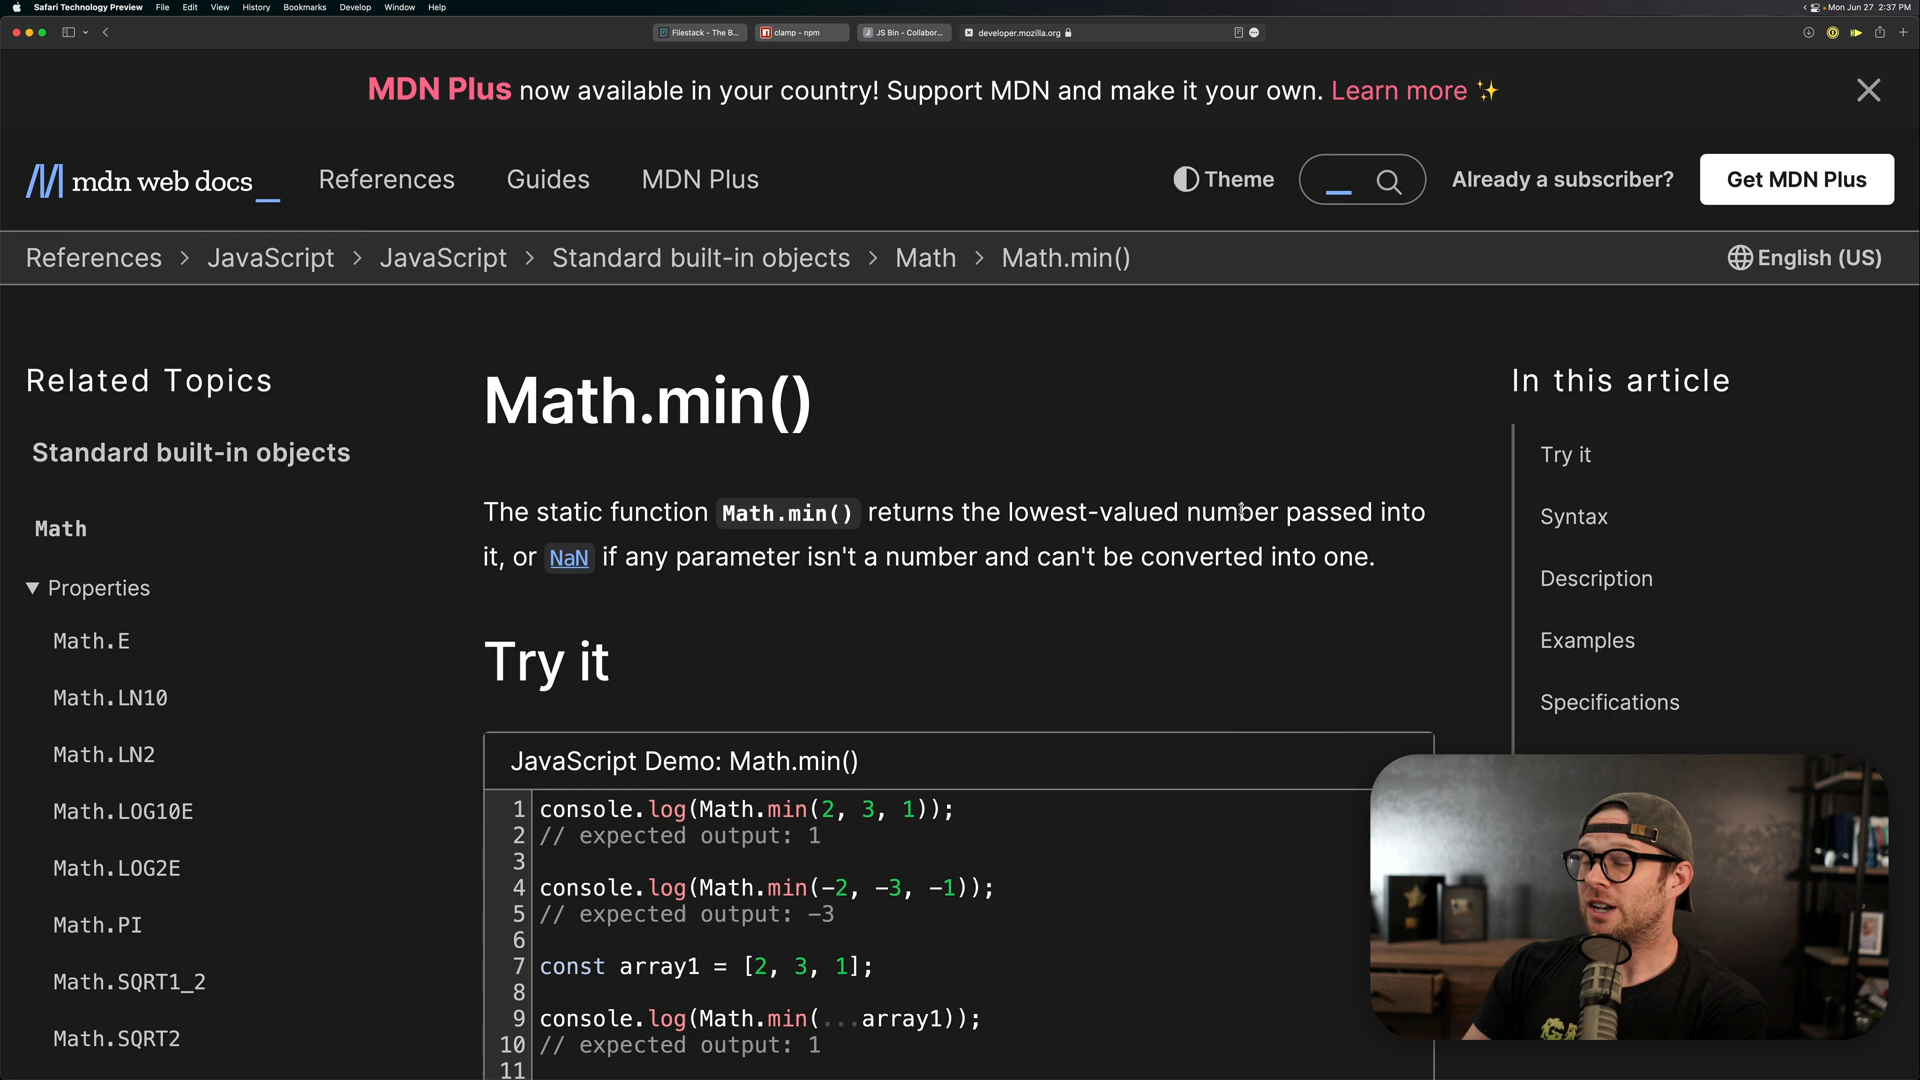 Safari Technology Preview File Edit View History Bookmarks Develop Window Help
Mon Jun 27 2:37 PM
Filestack - The B...
clamp - npm
JS Bin - Collabor...
developer.mozilla.org
MDN Plus now available in your country! Support MDN and make it your own. Learn more ✨
mdn web docs_
References
Guides
MDN Plus
Theme
Already a subscriber?
Get MDN Plus
References > JavaScript > JavaScript > Standard built-in objects > Math > Math.min()
English (US)
Related Topics
Standard built-in objects
Math
▼ Properties
Math.E
Math.LN10
Math.LN2
Math.LOG10E
Math.LOG2E
Math.PI
Math.SQRT1_2
Math.SQRT2
Math.min()
The static function Math.min() returns the lowest-valued number passed into
it, or NaN if any parameter isn't a number and can't be converted into one.
Try it
JavaScript Demo: Math.min()
1 console.log(Math.min(2, 3, 1));
2 // expected output: 1
3
4 console.log(Math.min(-2, -3, -1));
5 // expected output: -3
6
7 const array1 = [2, 3, 1];
8
9 console.log(Math.min(...array1));
10 // expected output: 1
11
In this article
Try it
Syntax
Description
Examples
Specifications